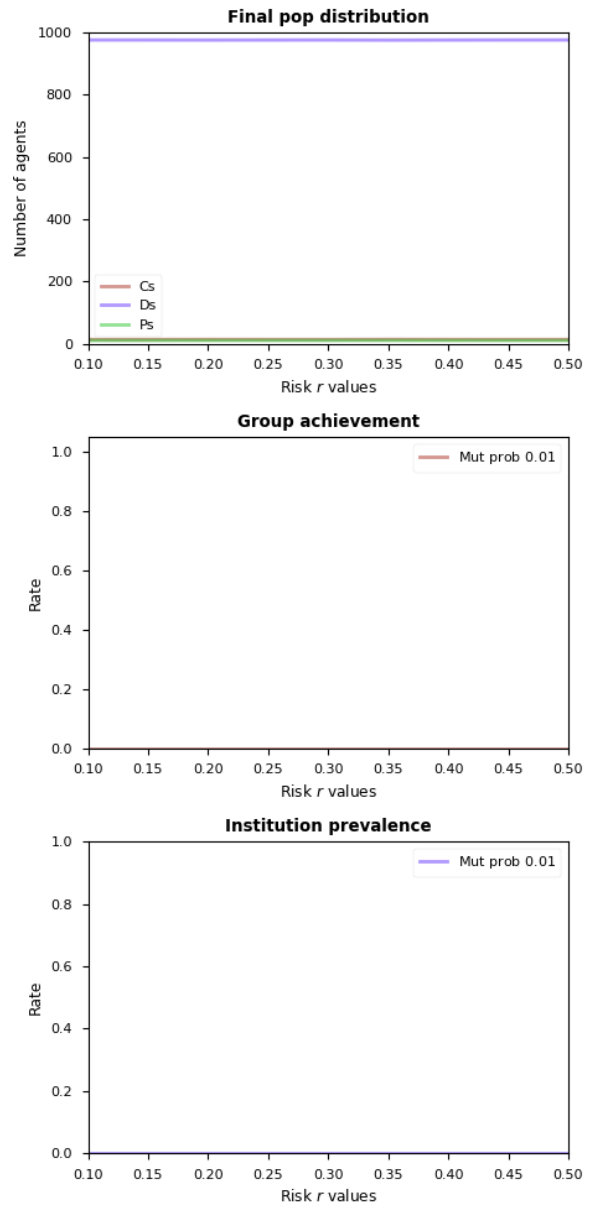 Final pop distribution
1000
800
600
400
200
0
Number of agents
Cs
Ds
Ps
0.10 0.15 0.20 0.25 0.30 0.35 0.40 0.45 0.50
Risk r values
Group achievement
Mut prob 0.01
1.0
0.8
0.6
0.4
0.2
0.0
Rate
0.10 0.15 0.20 0.25 0.30 0.35 0.40 0.45 0.50
Risk r values
Institution prevalence
Mut prob 0.01
1.0
0.8
0.6
0.4
0.2
0.0
Rate
0.10 0.15 0.20 0.25 0.30 0.35 0.40 0.45 0.50
Risk r values